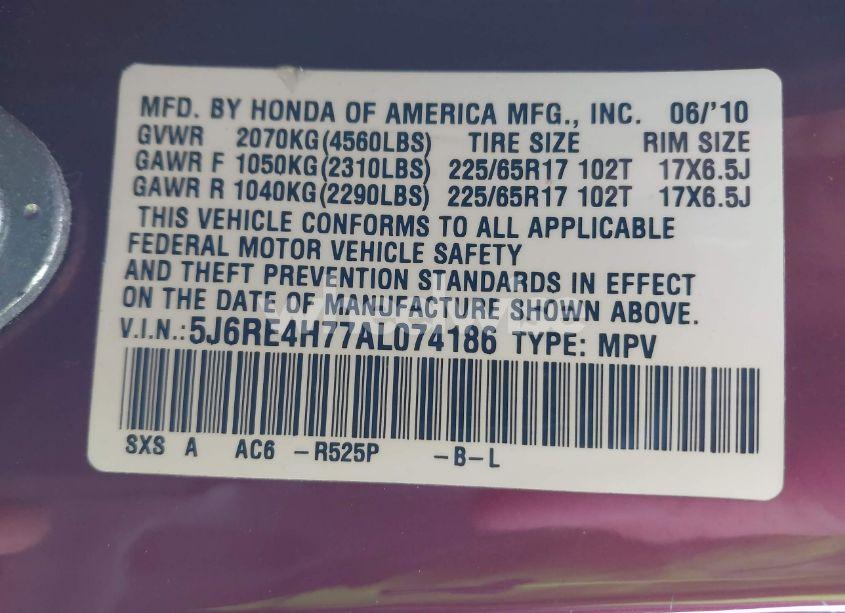 MFD. BY HONDA OF AMERICA MFG., INC. 06/'10
GVWR 2070KG(4560LBS) TIRE SIZE RIM SIZE
GAWR F 1050KG(2310LBS) 225/65R17 102T 17X6.5J
GAWR R 1040KG(2290LBS) 225/65R17 102T 17X6.5J
THIS VEHICLE CONFORMS TO ALL APPLICABLE
FEDERAL MOTOR VEHICLE SAFETY
AND THEFT PREVENTION STANDARDS IN EFFECT
ON THE DATE OF MANUFACTURE SHOWN ABOVE.
V.I.N.:5J6RE4H77AL074186 TYPE: MPV
SXS A AC6 -R525P -B-L